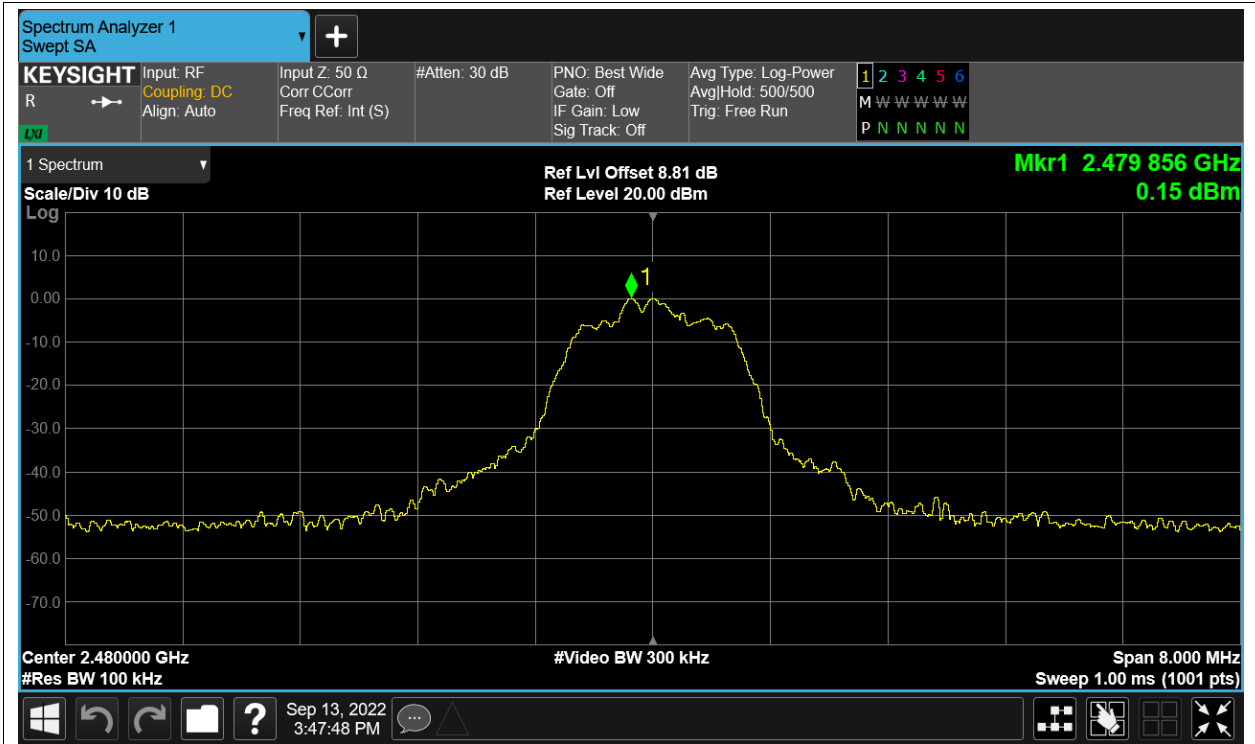 Spectrum Analyzer 1
Swept SA
KEYSIGHT
R
LXI
Input: RF
Coupling: DC
Align: Auto
Input Z: 50 Ω
Corr CCorr
Freq Ref: Int (S)
#Atten: 30 dB
PNO: Best Wide
Gate: Off
IF Gain: Low
Sig Track: Off
Avg Type: Log-Power
Avg|Hold: 500/500
Trig: Free Run
1 2 3 4 5 6
M W W W W W
P N N N N N
1 Spectrum
Scale/Div 10 dB
Log
Ref Lvl Offset 8.81 dB
Ref Level 20.00 dBm
Mkr1 2.479 856 GHz
0.15 dBm
1
10.0
0.00
-10.0
-20.0
-30.0
-40.0
-50.0
-60.0
-70.0
Center 2.480000 GHz
#Res BW 100 kHz
#Video BW 300 kHz
Span 8.000 MHz
Sweep 1.00 ms (1001 pts)
?
Sep 13, 2022
3:47:48 PM